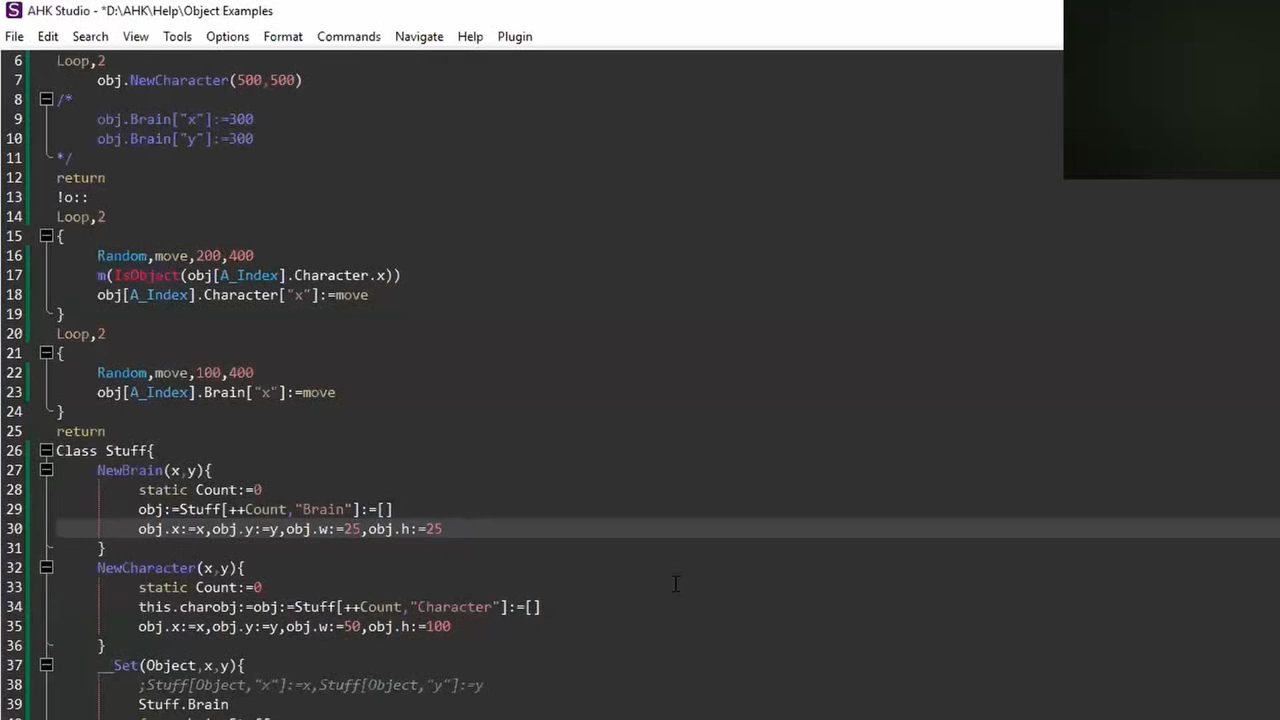 AHK Studio - *D:\AHK\Help\Object Examples
File Edit Search View Tools Options Format Commands Navigate Help Plugin
6 Loop,2
7 obj.NewCharacter(500,500)
8 /*
9 obj.Brain["x"]:=300
10 obj.Brain["y"]:=300
11 */
12 return
13 !o::
14 Loop,2
15 {
16 Random,move,200,400
17 m(IsObject(obj[A_Index].Character.x))
18 obj[A_Index].Character["x"]:=move
19 }
20 Loop,2
21 {
22 Random,move,100,400
23 obj[A_Index].Brain["x"]:=move
24 }
25 return
26 Class Stuff{
27 NewBrain(x,y){
28 static Count:=0
29 obj:=Stuff[++Count,"Brain"]:=[]
30 obj.x:=x,obj.y:=y,obj.w:=25,obj.h:=25
31 }
32 NewCharacter(x,y){
33 static Count:=0
34 this.charobj:=obj:=Stuff[++Count,"Character"]:=[]
35 obj.x:=x,obj.y:=y,obj.w:=50,obj.h:=100
36 }
37 __Set(Object,x,y){
38 ;Stuff[Object,"x"]:=x,Stuff[Object,"y"]:=y
39 Stuff.Brain